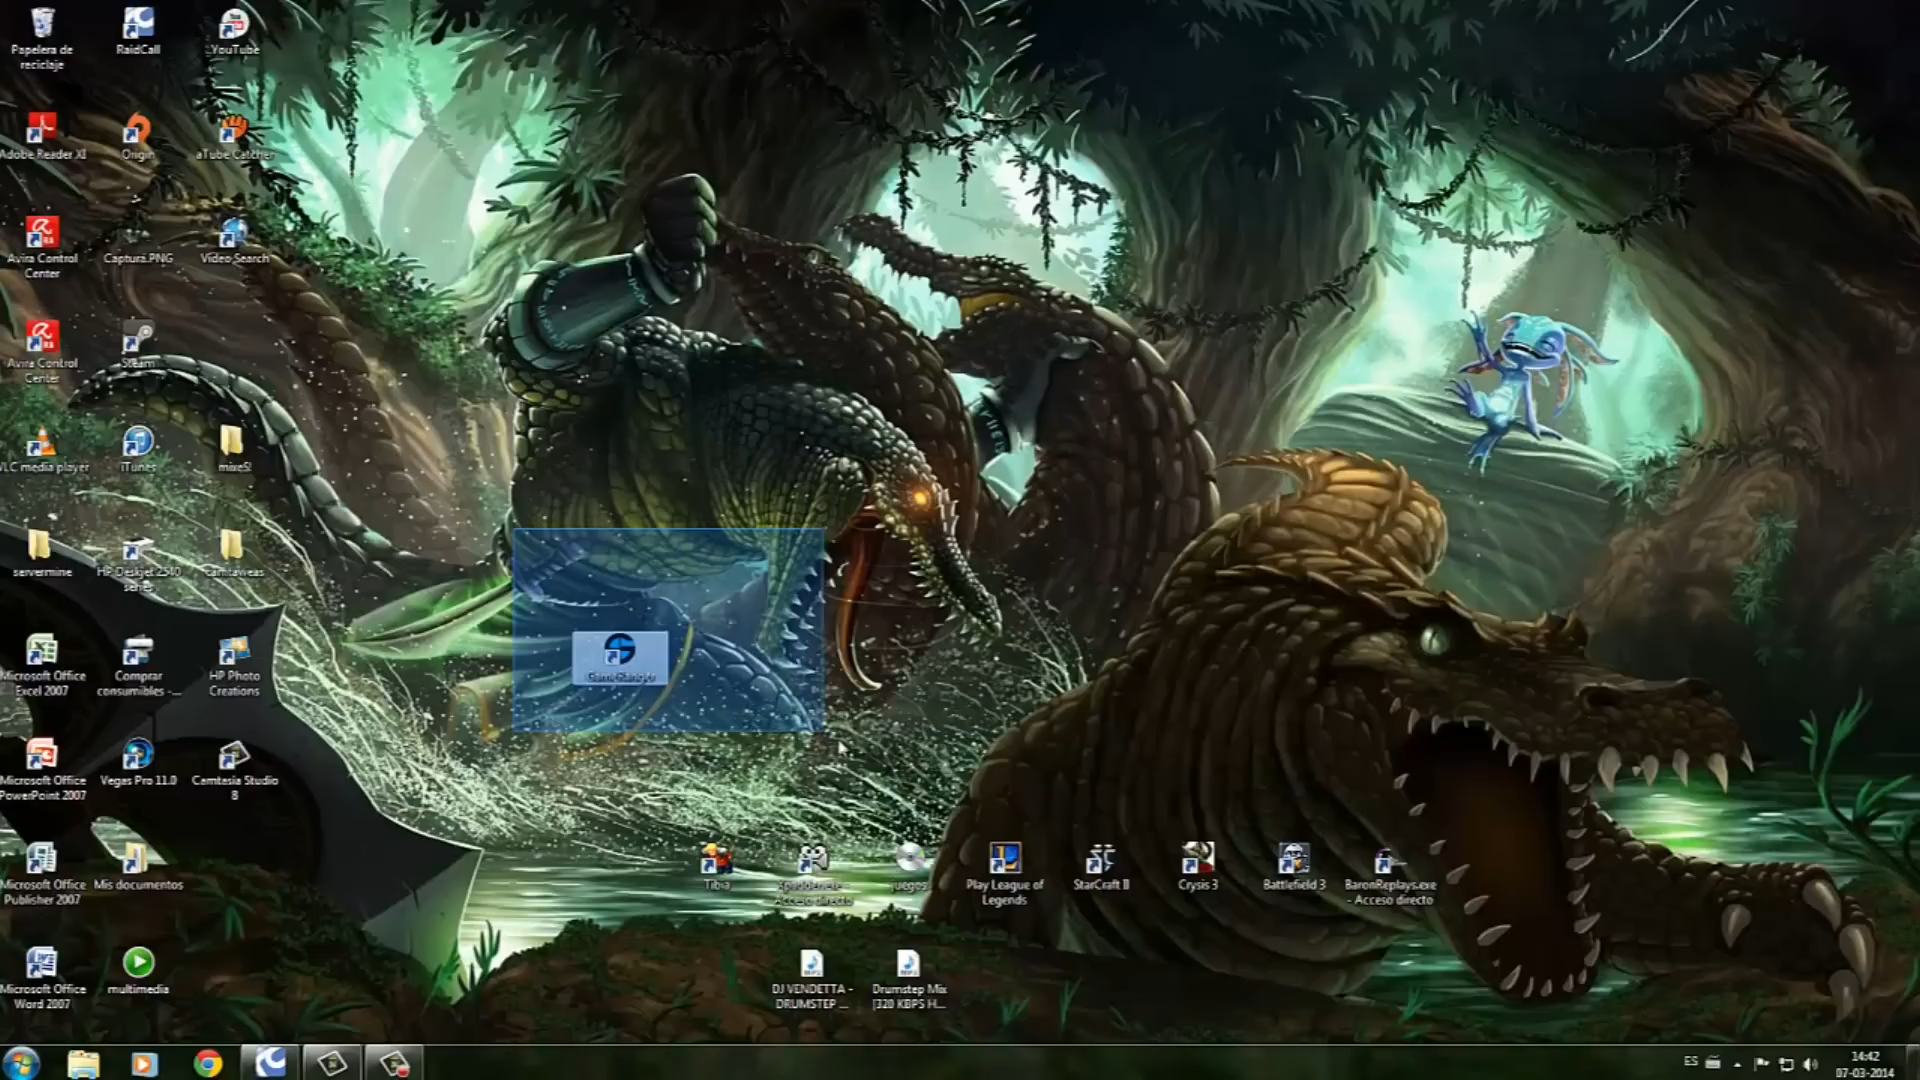 Papelera de
reciclaje
RaidCall
YouTube
Adobe Reader XI
Origin
aTube Catcher
Avira Control
Center
Captura.PNG
Video Search
Avira Control
Center
Steam
VLC media player
iTunes
servermine
HP Deskjet 2540
series
Microsoft Office
Excel 2007
Comprar
consumibles -...
HP Photo
Creations
GameRanger
Microsoft Office
PowerPoint 2007
Vegas Pro 11.0
Camtasia Studio
8
Microsoft Office
Publisher 2007
Mis documentos
Tibia
Acceso directo
juegos
Play League of
Legends
StarCraft II
Crysis 3
Battlefield 3
BaronReplays.exe
- Acceso directo
Microsoft Office
Word 2007
multimedia
DJ VENDETTA -
DRUMSTEP ...
Drumstep Mix
[320 KBPS H...
ES
14:42
07-03-2014